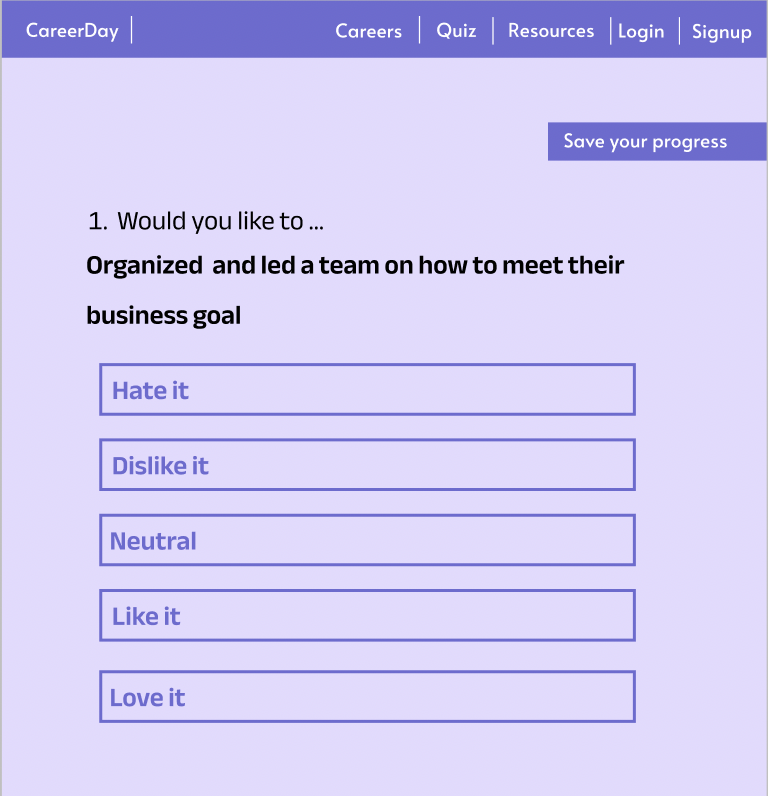 CareerDay | Careers | Quiz | Resources | Login | Signup
Save your progress
1. Would you like to ...
Organized and led a team on how to meet their
business goal
Hate it
Dislike it
Neutral
Like it
Love it